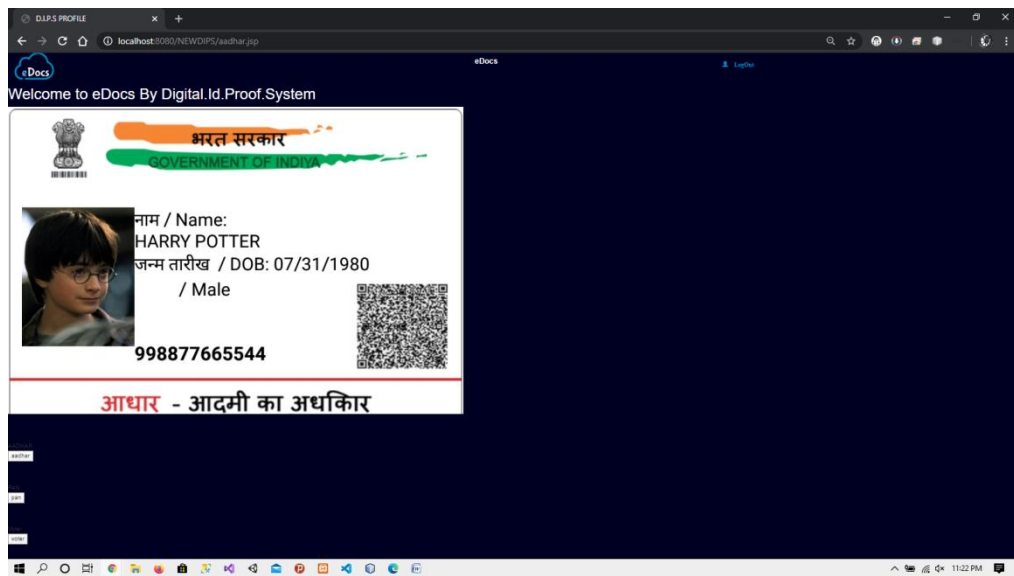 D.I.P.S PROFILE
localhost:8080/NEWDIPS/aadhar.jsp
eDocs
eDocs
LogOut
Welcome to eDocs By Digital.Id.Proof.System
भरत सरकार
GOVERNMENT OF INDIYA
नाम / Name:
HARRY POTTER
जन्म तारीख / DOB: 07/31/1980
/ Male
998877665544
आधार - आदमी का अधकिार
aadhar
pan
voter
11:22 PM